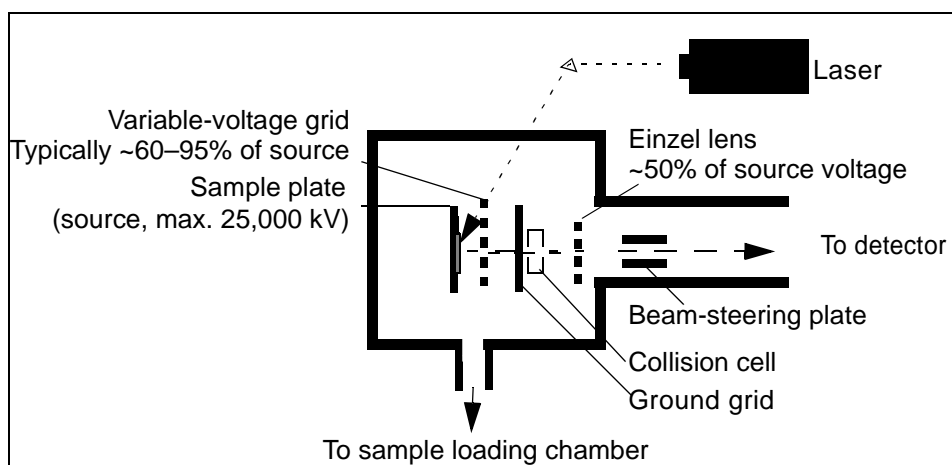 Laser
Variable-voltage grid
Typically ~60–95% of source
Sample plate
(source, max. 25,000 kV)
Einzel lens
~50% of source voltage
To detector
Beam-steering plate
Collision cell
Ground grid
To sample loading chamber